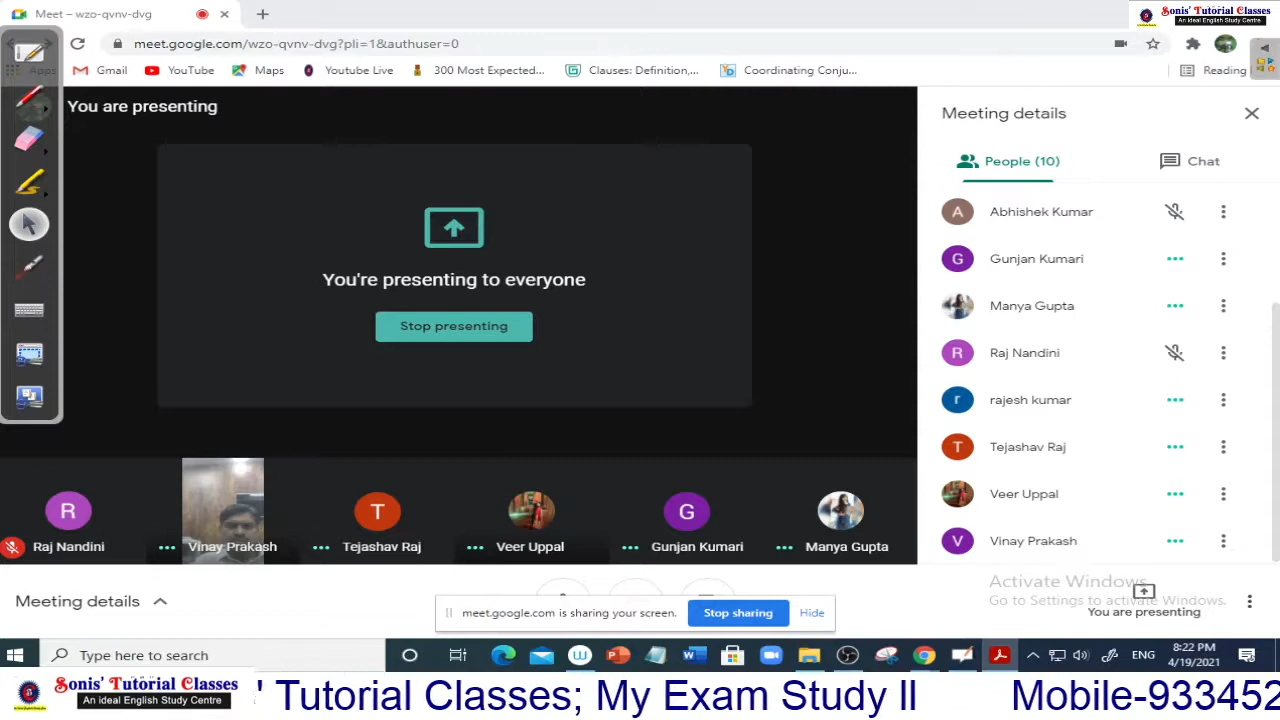 Meet – wzo-qvnv-dvg
Sonis' Tutorial Classes
An Ideal English Study Centre
meet.google.com/wzo-qvnv-dvg?pli=1&authuser=0
Apps
Gmail
YouTube
Maps
Youtube Live
300 Most Expected...
Clauses: Definition,...
Coordinating Conju...
Reading
You are presenting
Meeting details
People (10)
Chat
You're presenting to everyone
Stop presenting
A
Abhishek Kumar
G
Gunjan Kumari
Manya Gupta
R
Raj Nandini
r
rajesh kumar
T
Tejashav Raj
Veer Uppal
V
Vinay Prakash
R
T
G
Raj Nandini
Vinay Prakash
Tejashav Raj
Veer Uppal
Gunjan Kumari
Manya Gupta
Activate Windows
Go to Settings to activate Windows.
You are presenting
Meeting details
meet.google.com is sharing your screen.
Stop sharing
Hide
Type here to search
ENG
8:22 PM
4/19/2021
Sonis' Tutorial Classes
An ideal English Study Centre
' Tutorial Classes; My Exam Study II
Mobile-933452